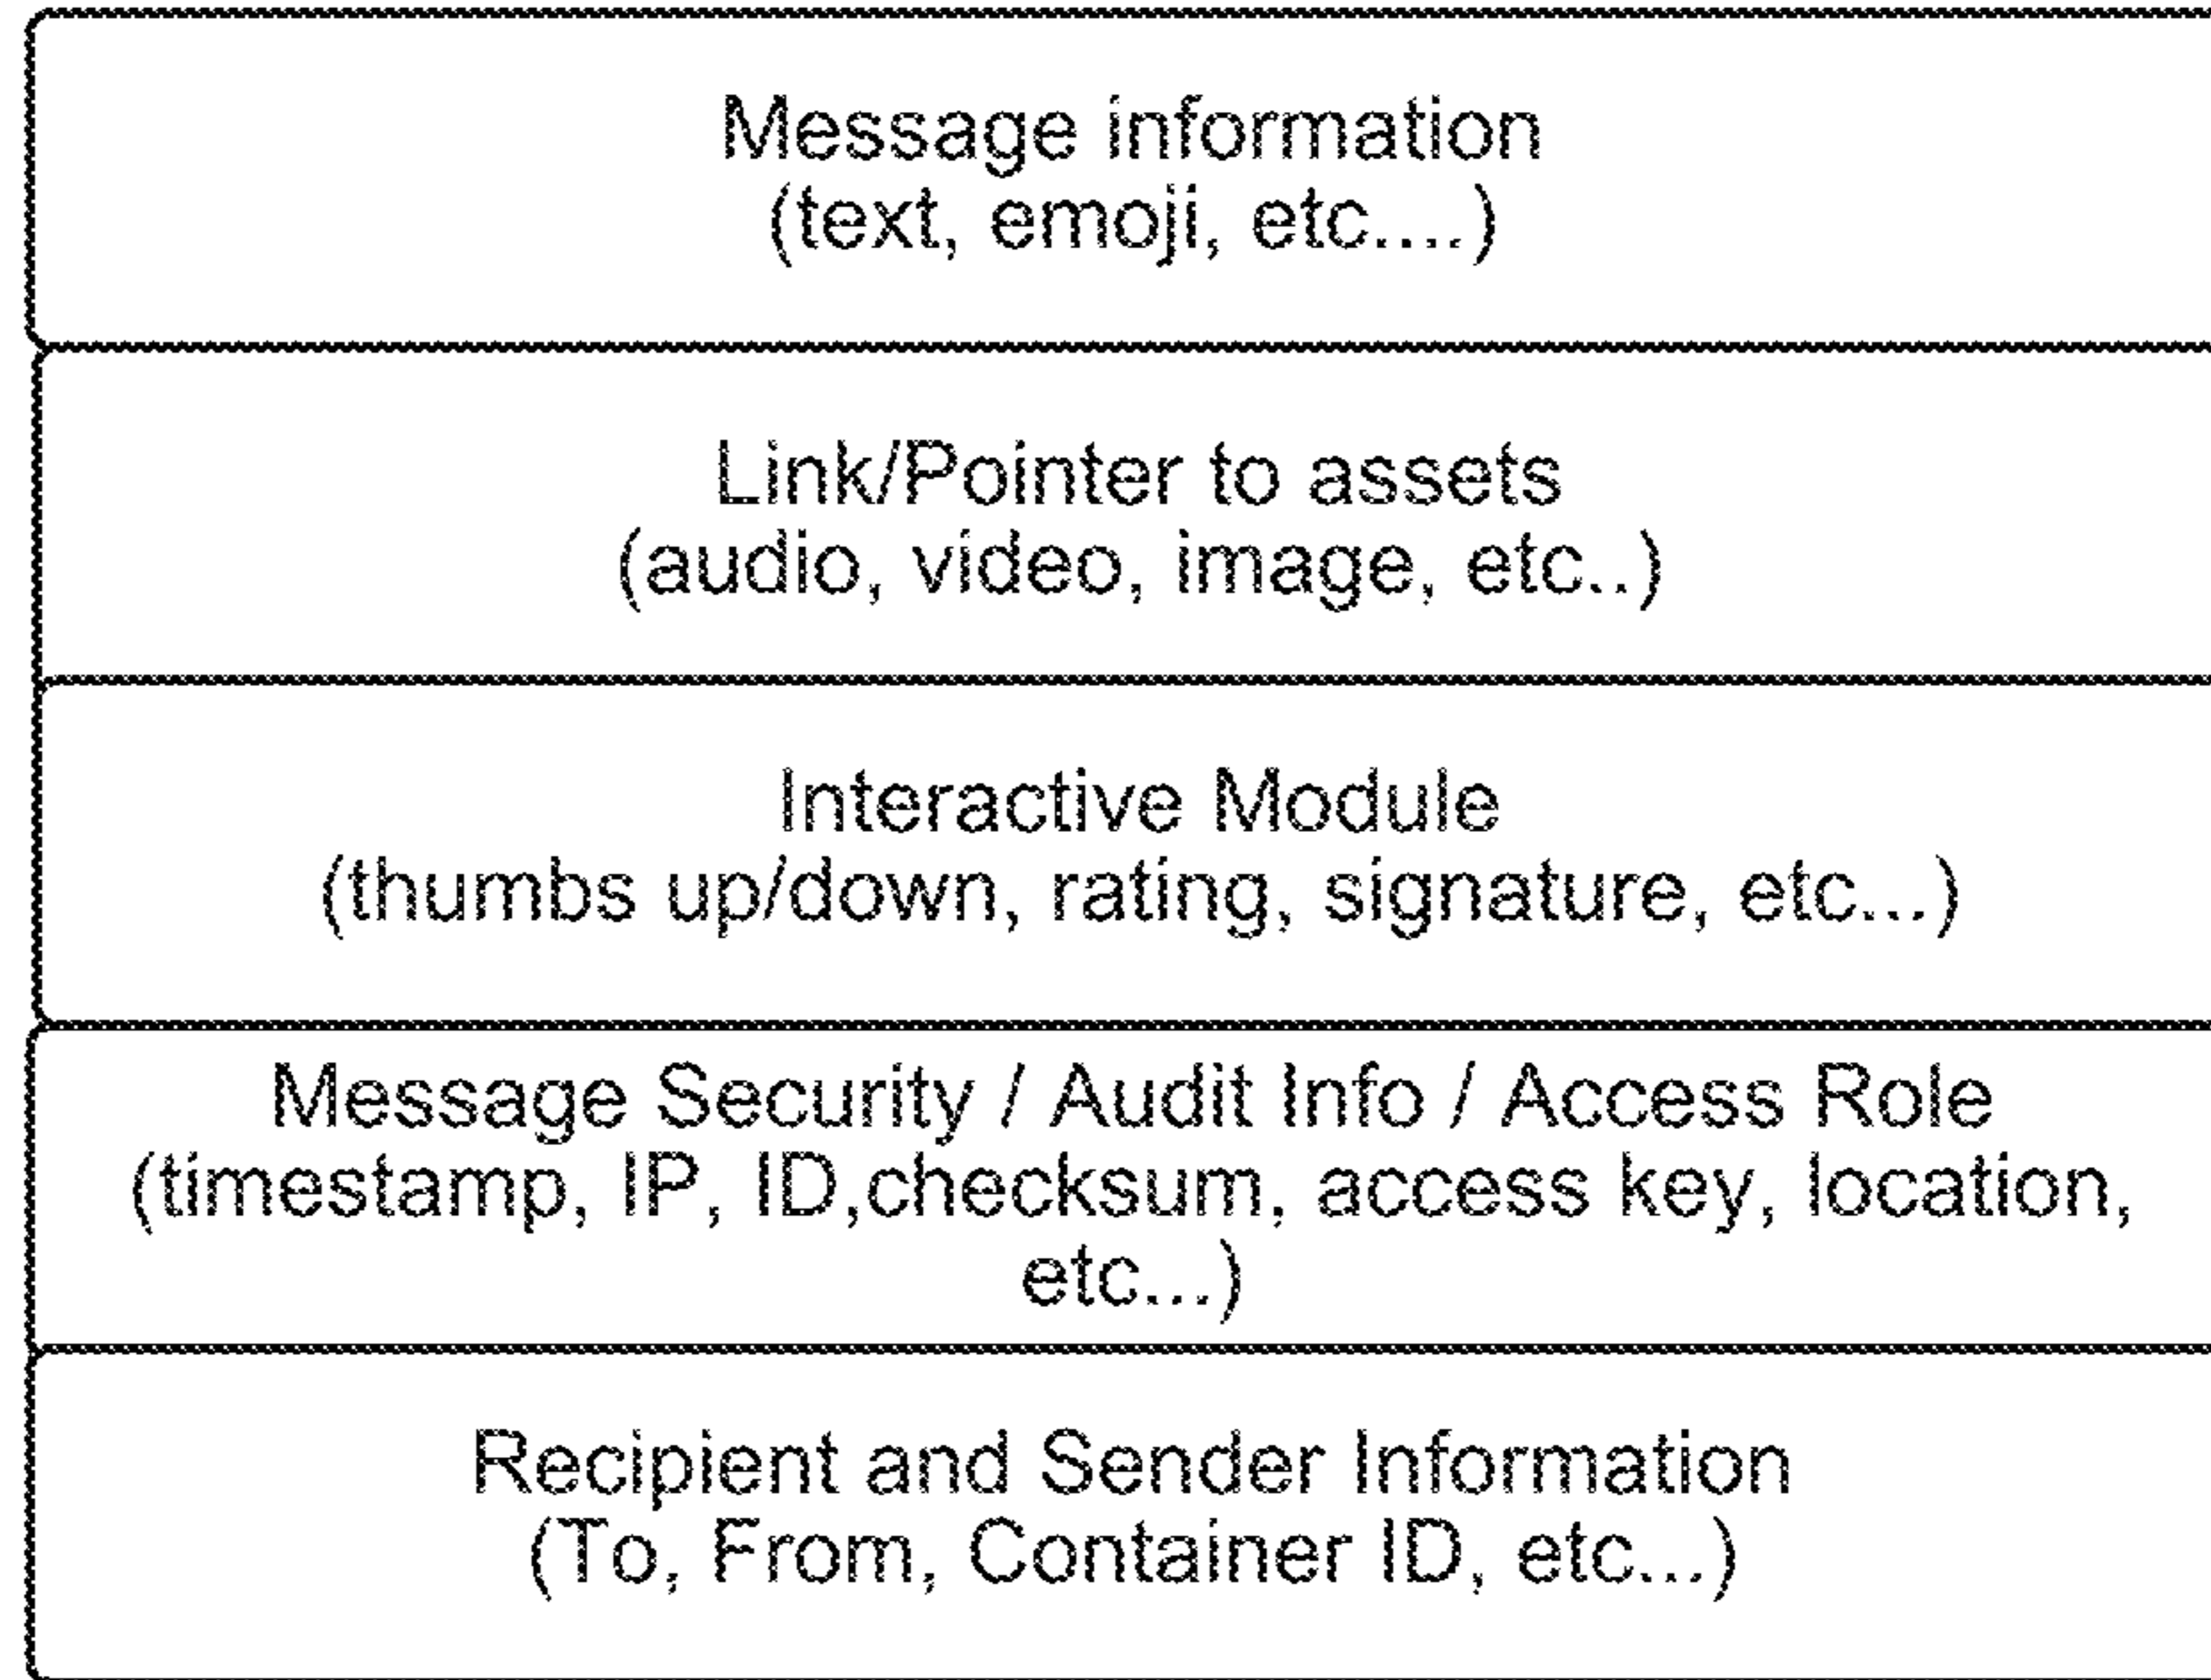 Message information
(text, emoji, etc....)
Link/Pointer to assets
(audio, video, image, etc..)
Interactive Module
(thumbs up/down, rating, signature, etc...)
Message Security / Audit Info / Access Role
(timestamp, IP, ID,checksum, access key, location,
etc...)
Recipient and Sender Information
(To, From, Container ID, etc...)